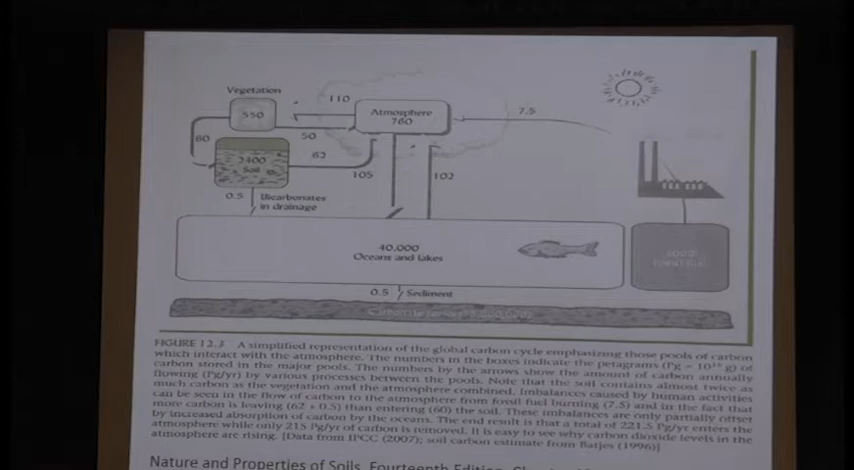 Vegetation
550
110
Atmosphere
760
7.5
60
50
2400
Soil
62
105
102
0.5
Bicarbonates
in drainage
40,000
Oceans and lakes
0.5 Sediment
FIGURE 12.3 A simplified representation of the global carbon cycle emphasizing those pools of carbon
which interact with the atmosphere. The numbers in the boxes indicate the petagrams (Pg = 10 g) of
carbon stored in the major pools. The numbers by the arrows show the amount of carbon annually
flowing (Pg/yr) by various processes between the pools. Note that the soil contains almost twice as
much carbon as the vegetation and the atmosphere combined. Imbalances caused by human activities
can be seen in the flow of carbon to the atmosphere from fossil fuel burning (7.5) and in the fact that
more carbon is leaving (62 + 0.5) than entering (60) the soil. These imbalances are only partially offset
by increased absorption of carbon by the oceans. The end result is that a total of 221.5 Pg/yr enters the
atmosphere while only 215 Pg/yr of carbon is removed. It is easy to see why carbon dioxide levels in the
atmosphere are rising. [Data from IPCC (2007); soil carbon estimate from Batjes (1996)]
Nature and Properties of Soils, Fourteenth Edition,